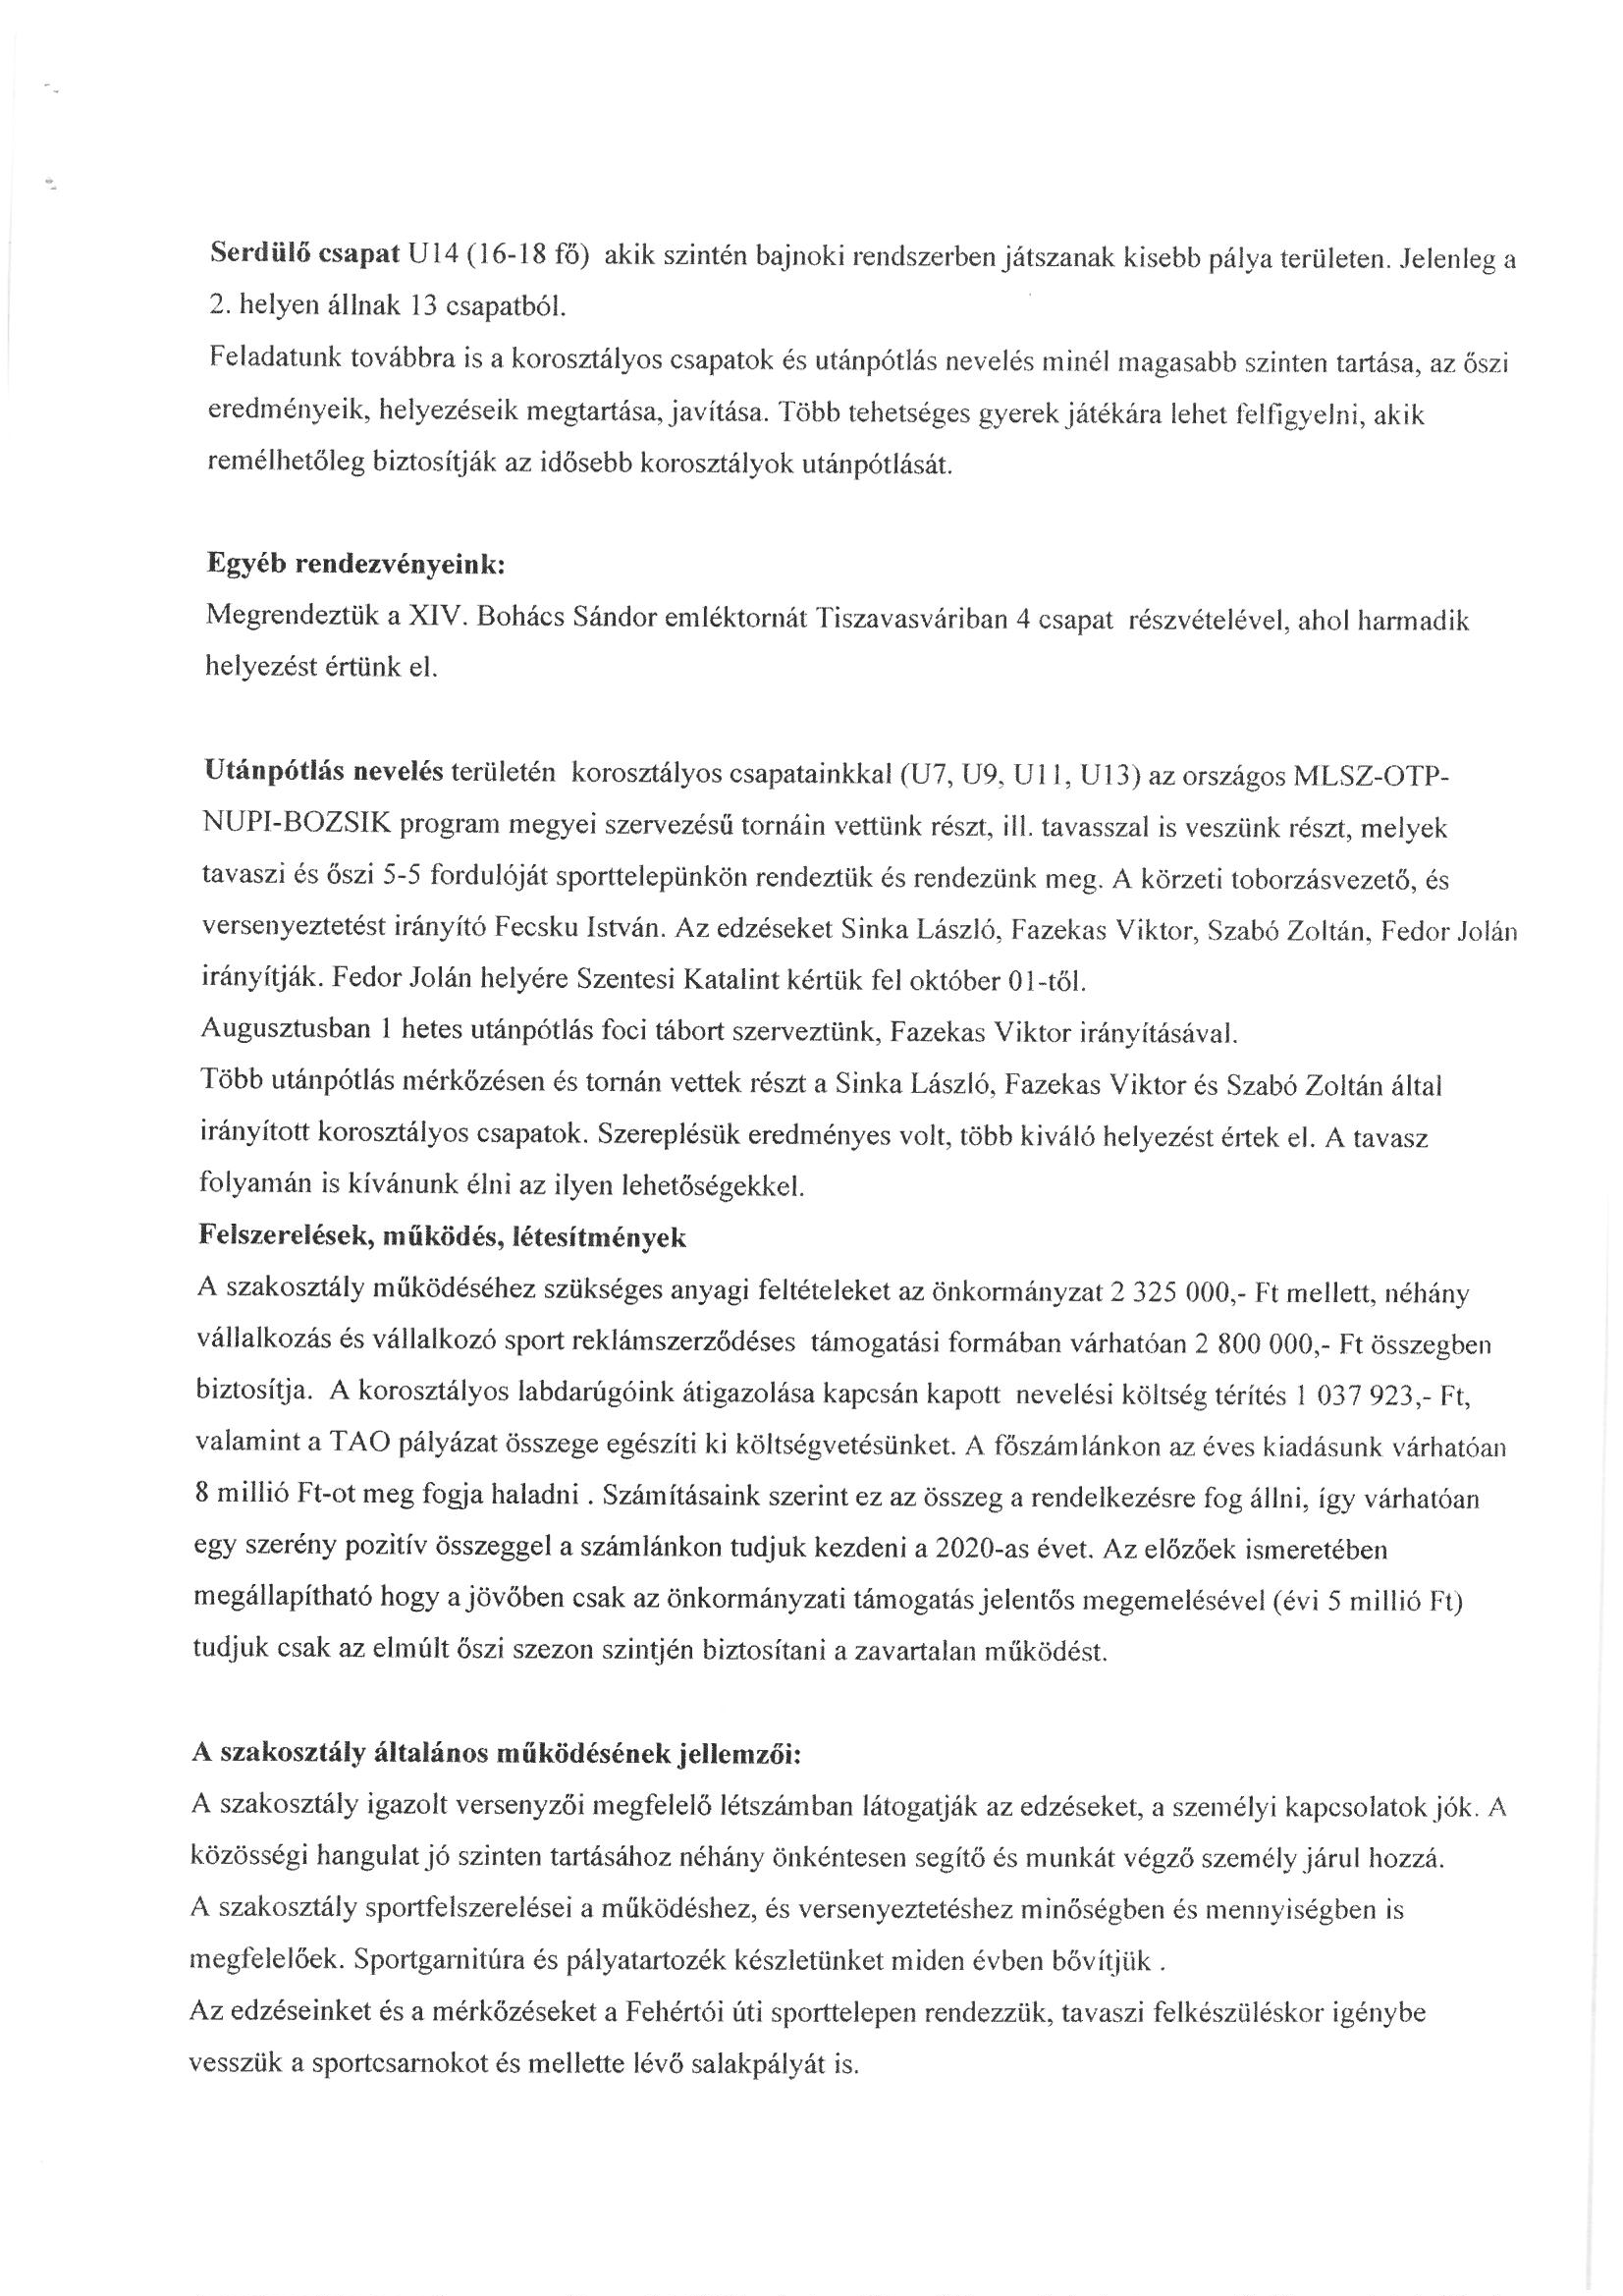 Serdülő csapat U14 (16-18 fő) akik szintén bajnoki rendszerben játszanak kisebb pálya területen. Jelenleg a
2. helyen állnak 13 csapatból.
Feladatunk továbbra is a korosztályos csapatok és utánpótlás nevelés minél magasabb szinten tartása, az őszi
eredményeik, helyezéseik megtartása, javítása. Több tehetséges gyerek játékára lehet felfigyelni, akik
remélhetőleg biztosítják az idősebb korosztályok utánpótlását.
Egyéb rendezvényeink:
Megrendeztük a XIV. Bohács Sándor emléktornát Tiszavasváriban 4 csapat részvételével, ahol harmadik
helyezést értünk el.
Utánpótlás nevelés területén korosztályos csapatainkkal (U7, U9, U11, U13) az országos MLSZ-OTP-
NUPI-BOZSIK program megyei szervezésű tornáin vettünk részt, ill. tavasszal is veszünk részt, melyek
tavaszi és őszi 5-5 fordulóját sporttelepünkön rendeztük és rendezünk meg. A körzeti toborzásvezető, és
versenyeztetést irányító Fecsku István. Az edzéseket Sinka László, Fazekas Viktor, Szabó Zoltán, Fedor Jolán
irányítják. Fedor Jolán helyére Szentesi Katalint kértük fel október 01-től.
Augusztusban 1 hetes utánpótlás foci tábort szerveztünk, Fazekas Viktor irányításával.
Több utánpótlás mérkőzésen és tornán vettek részt a Sinka László, Fazekas Viktor és Szabó Zoltán által
irányított korosztályos csapatok. Szereplésük eredményes volt, több kiváló helyezést értek el. A tavasz
folyamán is kívánunk élni az ilyen lehetőségekkel.
Felszerelések, működés, létesítmények
A szakosztály működéséhez szükséges anyagi feltételeket az önkormányzat 2 325 000,- Ft mellett, néhány
vállalkozás és vállalkozó sport reklámszerződéses támogatási formában várhatóan 2 800 000,- Ft összegben
biztosítja. A korosztályos labdarúgóink átigazolása kapcsán kapott nevelési költség térítés 1 037 923,- Ft,
valamint a TAO pályázat összege egészíti ki költségvetésünket. A főszámlánkon az éves kiadásunk várhatóan
8 millió Ft-ot meg fogja haladni . Számításaink szerint ez az összeg a rendelkezésre fog állni, így várhatóan
egy szerény pozitív összeggel a számlánkon tudjuk kezdeni a 2020-as évet. Az előzőek ismeretében
megállapítható hogy a jövőben csak az önkormányzati támogatás jelentős megemelésével (évi 5 millió Ft)
tudjuk csak az elmúlt őszi szezon szintjén biztosítani a zavartalan működést.
A szakosztály általános működésének jellemzői:
A szakosztály igazolt versenyzői megfelelő létszámban látogatják az edzéseket, a személyi kapcsolatok jók. A
közösségi hangulat jó szinten tartásához néhány önkéntesen segítő és munkát végző személy járul hozzá.
A szakosztály sportfelszerelései a működéshez, és versenyeztetéshez minőségben és mennyiségben is
megfelelőek. Sportgarnitúra és pályatartozék készletünket miden évben bővítjük .
Az edzéseinket és a mérkőzéseket a Fehértói úti sporttelepen rendezzük, tavaszi felkészüléskor igénybe
vesszük a sportcsarnokot és mellette lévő salakpályát is.